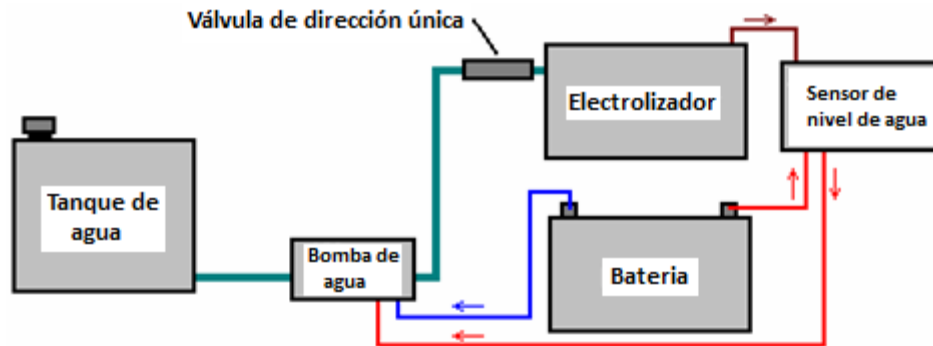 Válvula de dirección única
Electrolizador
Sensor de
nivel de agua
Tanque de
agua
Bomba de
agua
Bateria